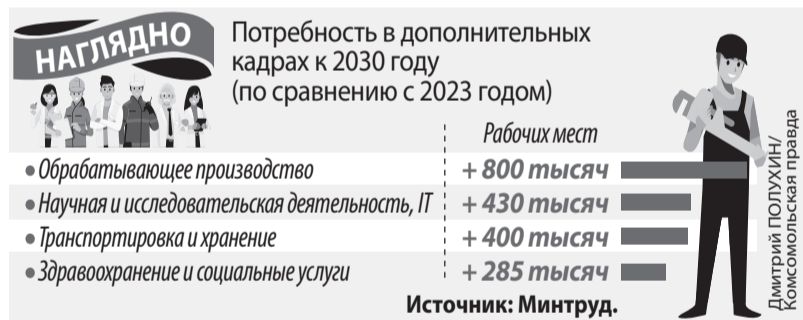 НАГЛЯДНО
Потребность в дополнительных
кадрах к 2030 году
(по сравнению с 2023 годом)
Рабочих мест
• Обрабатывающее производство + 800 тысяч
• Научная и исследовательская деятельность, IT + 430 тысяч
• Транспортировка и хранение + 400 тысяч
• Здравоохранение и социальные услуги + 285 тысяч
Источник: Минтруд.
Дмитрий ПОЛУХИН/
Комсомольская правда